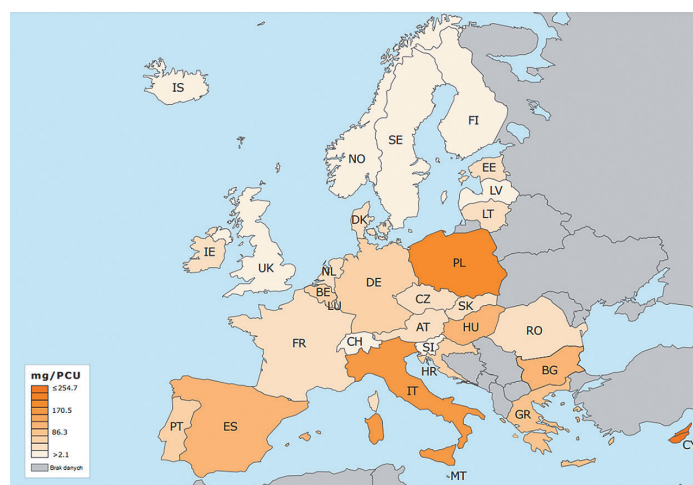 IS
FI
SE
NO
EE
LV
LT
DK
IE
UK
NL
PL
DE
BE
LU
CZ
SK
FR
AT
HU
RO
CH
SI
HR
BG
IT
PT
ES
GR
CY
MT
mg/PCU
≤254.7
170.5
86.3
>2.1
Brak danych